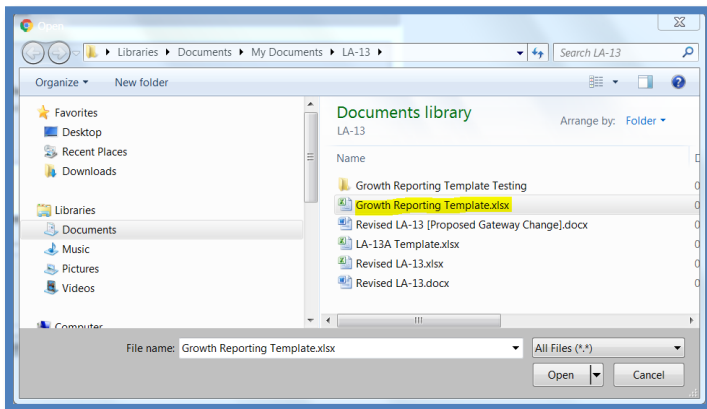 Open
Libraries Documents My Documents LA-13
Search LA-13
Organize New folder
Favorites
Desktop
Recent Places
Downloads
Libraries
Documents
Music
Pictures
Videos
Computer
Documents library
LA-13
Arrange by: Folder
Name
Growth Reporting Template Testing
Growth Reporting Template.xlsx
Revised LA-13 [Proposed Gateway Change].docx
LA-13A Template.xlsx
Revised LA-13.xlsx
Revised LA-13.docx
File name: Growth Reporting Template.xlsx
All Files (*.*)
Open Cancel